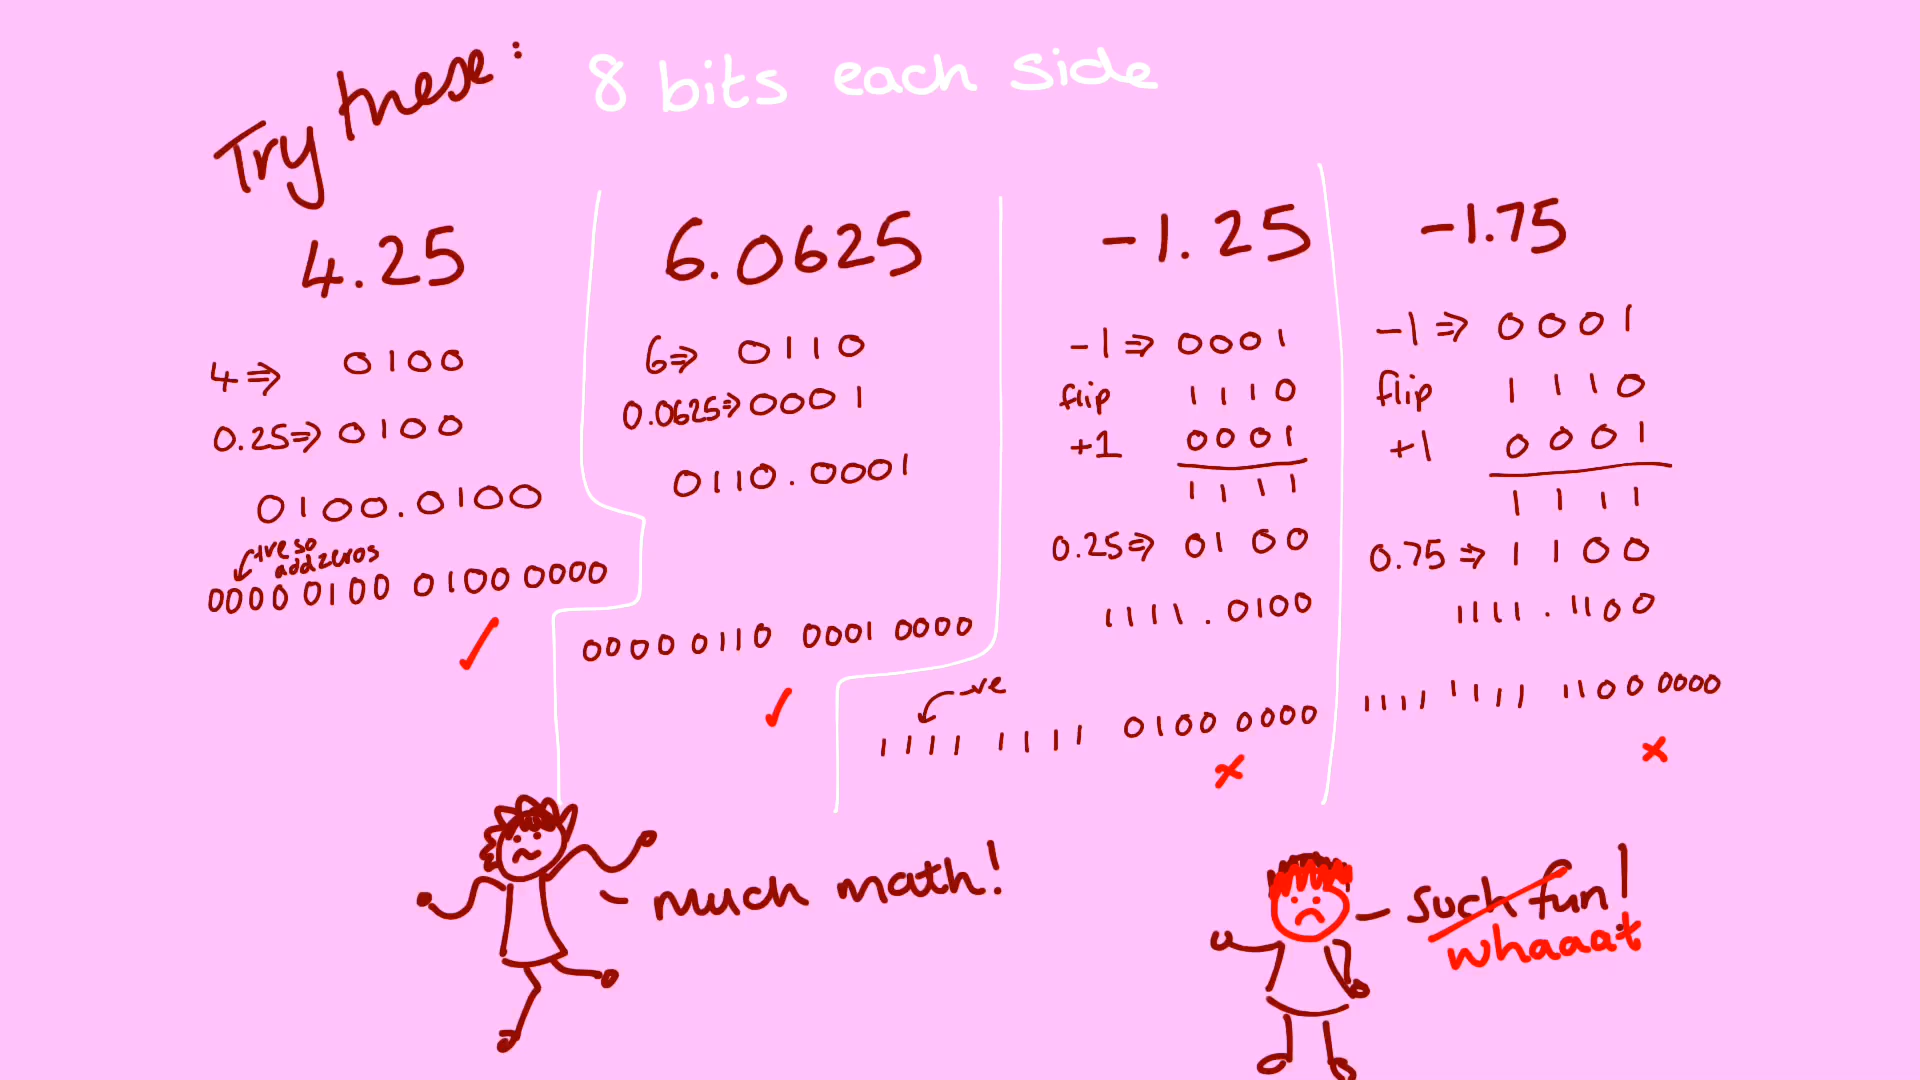 Try these:
8 bits each side
4.25
4 ⇒ 0100
0.25 ⇒ 0100
0100.0100
+ve so
add zeros
0000 0100 0100 0000
✓
6.0625
6 ⇒ 0110
0.0625 ⇒ 0001
0110.0001
0000 0110 0001 0000
✓
-1.25
-1 ⇒ 0001
flip 1110
+1 0001
1111
0.25 ⇒ 0100
1111.0100
-ve
1111 1111 0100 0000
x
-1.75
-1 ⇒ 0001
flip 1110
+1 0001
1111
0.75 ⇒ 1100
1111.1100
1111 1111 1100 0000
x
- much math!
- such fun!
whaaat